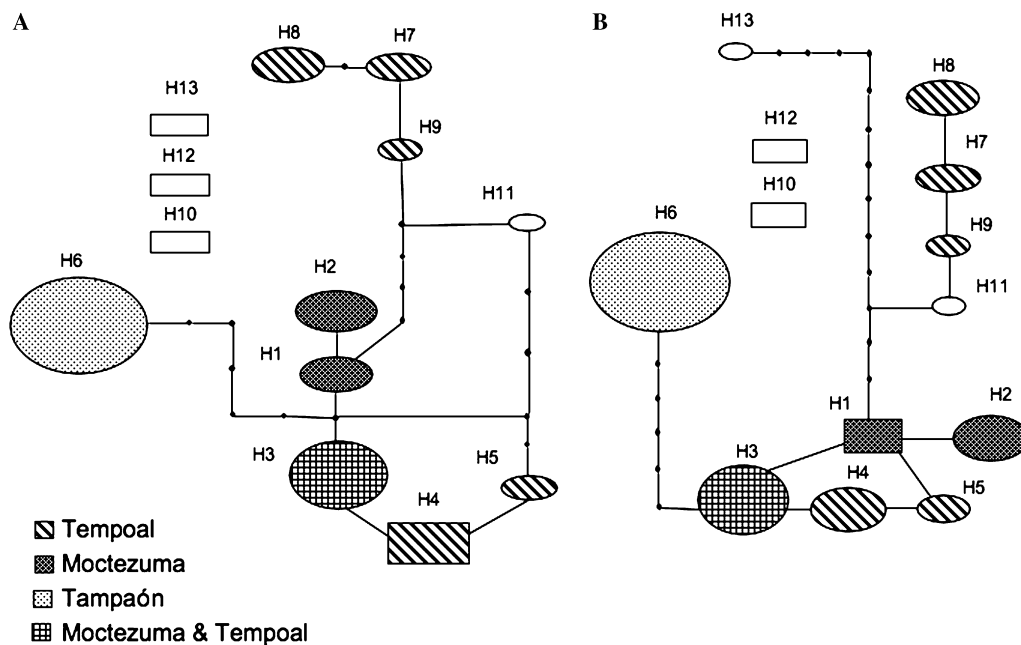 A
H8
H7
H13
H9
H12
H11
H10
H6
H2
H1
H3
H5
H4
Tempoal
Moctezuma
Tampaón
Moctezuma & Tempoal
B
H13
H8
H12
H7
H10
H6
H9
H11
H1
H2
H3
H4
H5